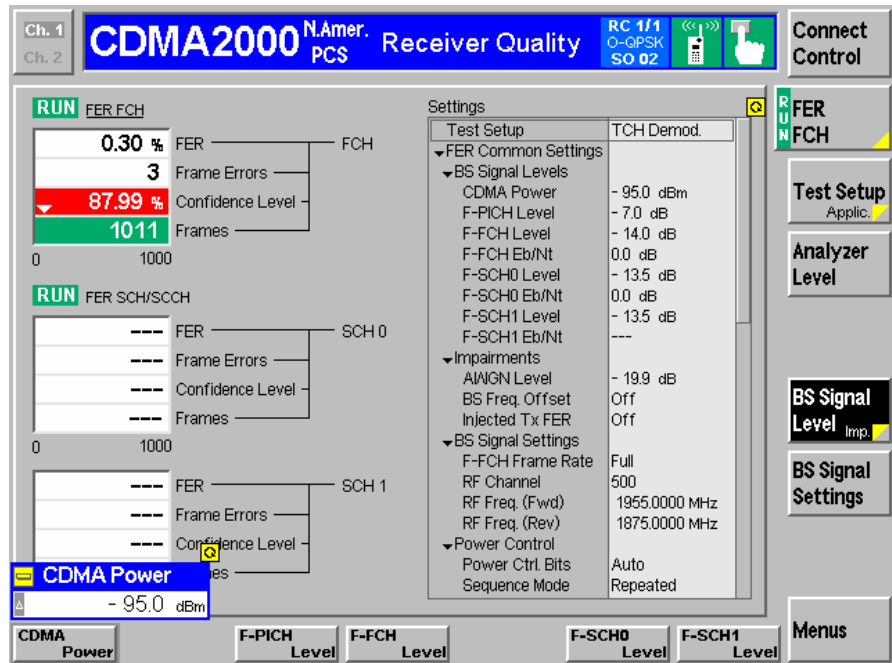 Ch. 1
Ch. 2
CDMA2000 N.Amer. PCS Receiver Quality
RC 1/1
O-QPSK
SO 02
Connect Control
RUN FER FCH
0.30 % FER FCH
3 Frame Errors
87.99 % Confidence Level
1011 Frames
0 1000
RUN FER SCH/SCCH
--- FER SCH 0
--- Frame Errors
--- Confidence Level
--- Frames
0 1000
--- FER SCH 1
--- Frame Errors
--- Confidence Level
CDMA Power
- 95.0 dBm
Settings
Test Setup TCH Demod.
FER Common Settings
BS Signal Levels
CDMA Power - 95.0 dBm
F-PICH Level - 7.0 dB
F-FCH Level - 14.0 dB
F-FCH Eb/Nt 0.0 dB
F-SCH0 Level - 13.5 dB
F-SCH0 Eb/Nt 0.0 dB
F-SCH1 Level - 13.5 dB
F-SCH1 Eb/Nt ---
Impairments
AWGN Level - 19.9 dB
BS Freq. Offset Off
Injected Tx FER Off
BS Signal Settings
F-FCH Frame Rate Full
RF Channel 500
RF Freq. (Fwd) 1955.0000 MHz
RF Freq. (Rev) 1875.0000 MHz
Power Control
Power Ctrl. Bits Auto
Sequence Mode Repeated
RUN
FER
FCH
Test Setup
Applic.
Analyzer
Level
BS Signal
Level Imp.
BS Signal
Settings
Menus
CDMA Power
F-PICH Level
F-FCH Level
F-SCH0 Level
F-SCH1 Level